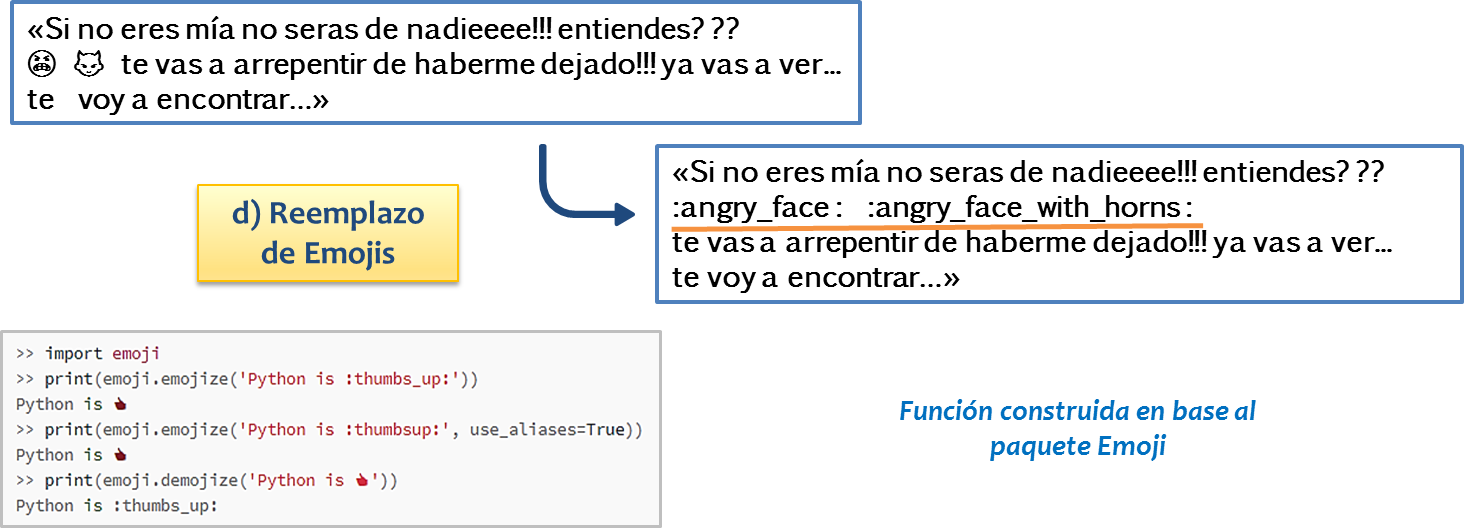 «Si no eres mía no seras de nadieeee!!! entiendes? ??
😫 😼 te vas a arrepentir de haberme dejado!!! ya vas a ver...
te voy a encontrar...»
«Si no eres mía no seras de nadieeee!!! entiendes? ??
:angry_face: :angry_face_with_horns:
te vas a arrepentir de haberme dejado!!! ya vas a ver...
te voy a encontrar...»
d) Reemplazo
de Emojis
>> import emoji
>> print(emoji.emojize('Python is :thumbs_up:'))
Python is 👍
>> print(emoji.emojize('Python is :thumbsup:', use_aliases=True))
Python is 👍
>> print(emoji.demojize('Python is 👍'))
Python is :thumbs_up:
Función construida en base al
paquete Emoji